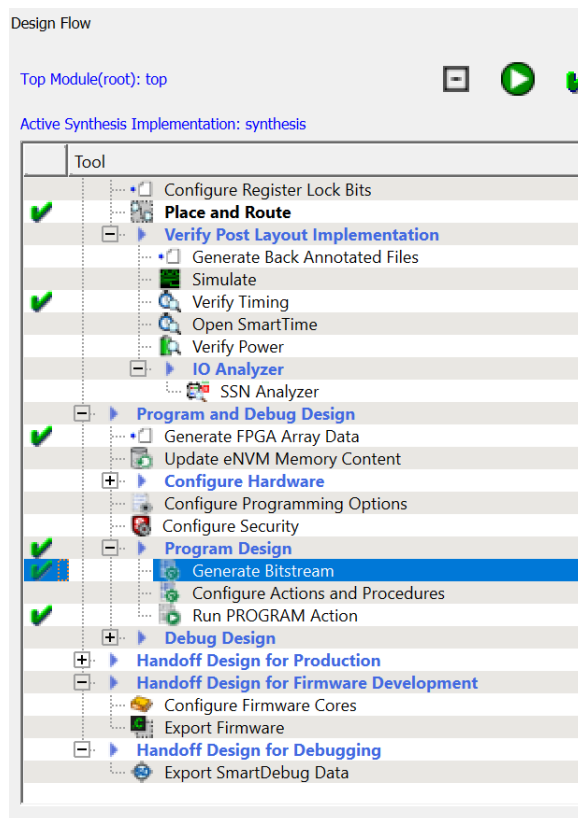 Design Flow
Top Module(root): top
Active Synthesis Implementation: synthesis
Tool
Configure Register Lock Bits
Place and Route
Verify Post Layout Implementation
Generate Back Annotated Files
Simulate
Verify Timing
Open SmartTime
Verify Power
IO Analyzer
SSN Analyzer
Program and Debug Design
Generate FPGA Array Data
Update eNVM Memory Content
Configure Hardware
Configure Programming Options
Configure Security
Program Design
Generate Bitstream
Configure Actions and Procedures
Run PROGRAM Action
Debug Design
Handoff Design for Production
Handoff Design for Firmware Development
Configure Firmware Cores
Export Firmware
Handoff Design for Debugging
Export SmartDebug Data